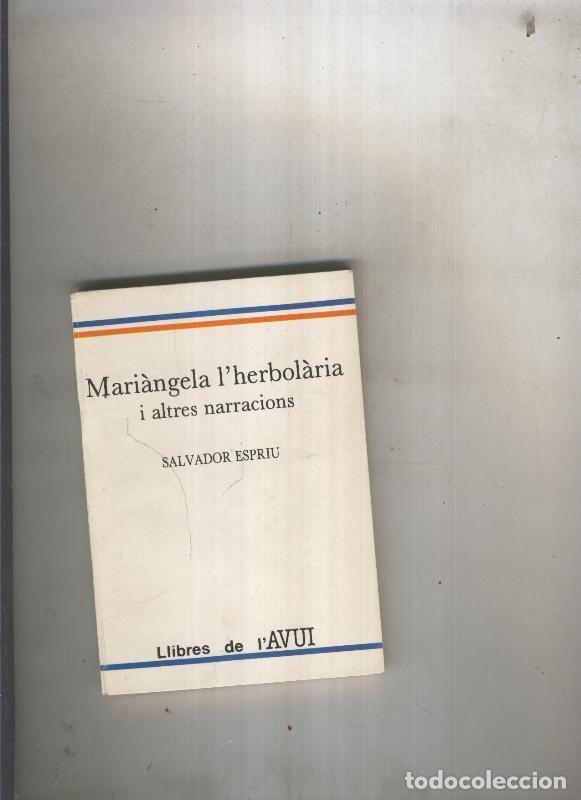 Mariàngela l'herbolària
i altres narracions
SALVADOR ESPRIU
Llibres de l'AVUI
todocoleccion